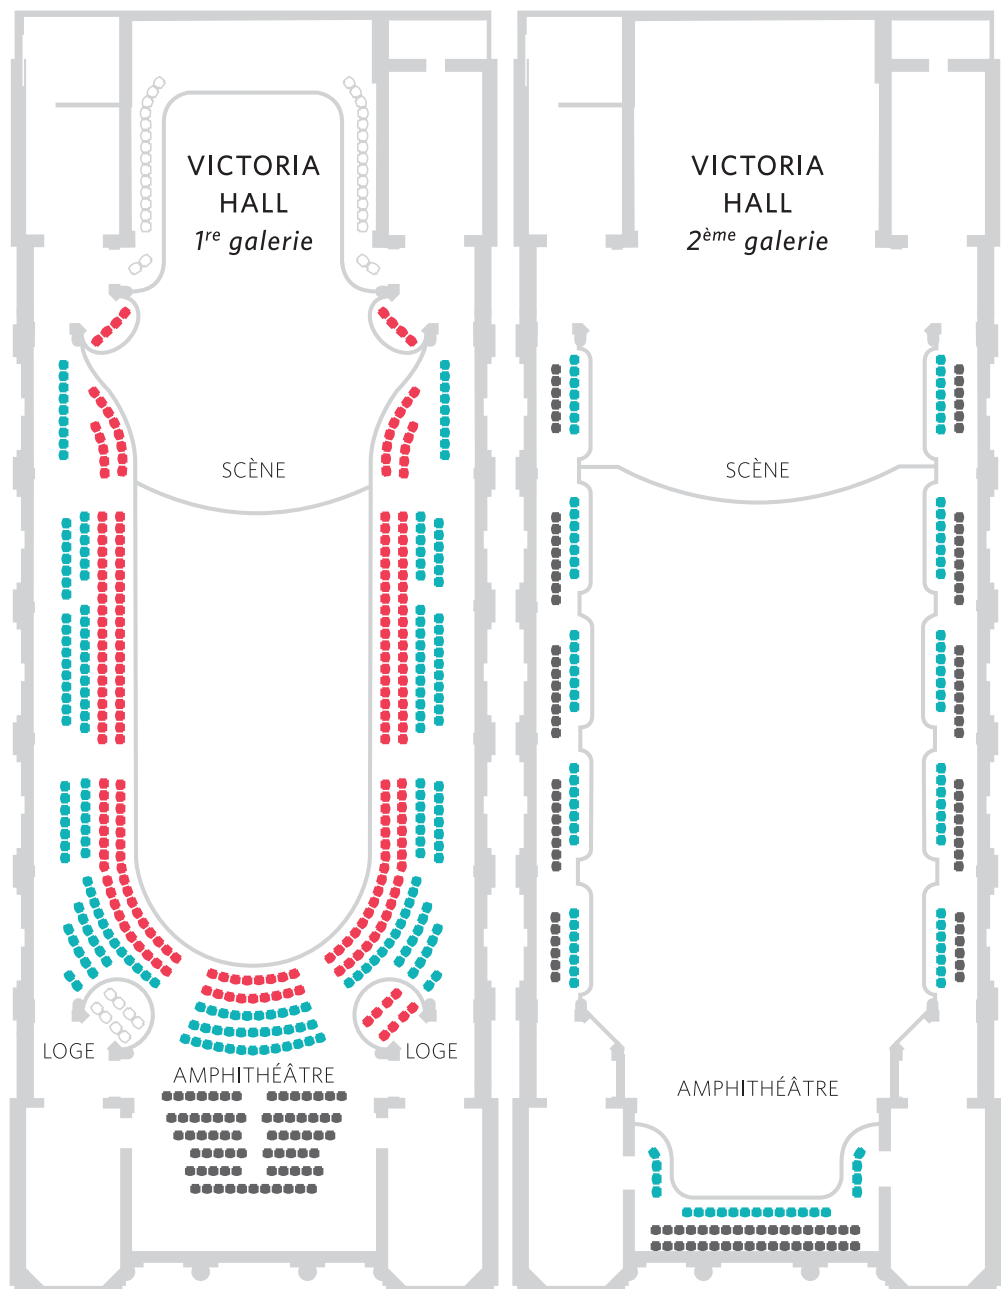 VICTORIA
HALL
1re galerie
SCÈNE
LOGE
LOGE
AMPHITHÉÂTRE
VICTORIA
HALL
2ème galerie
SCÈNE
AMPHITHÉÂTRE